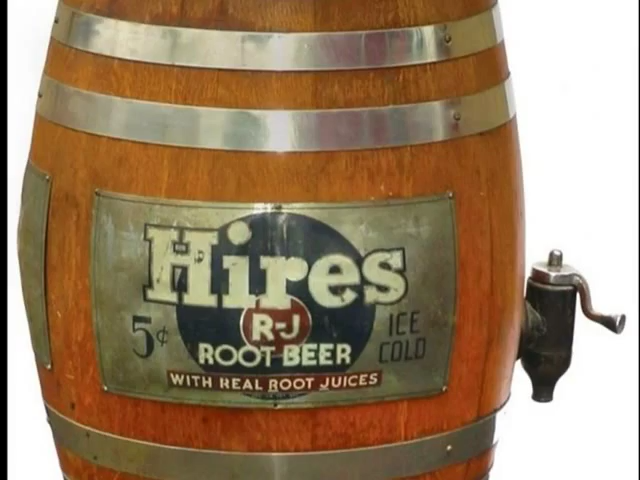 Hires
R-J
5¢
ROOT BEER
ICE
COLD
WITH REAL ROOT JUICES